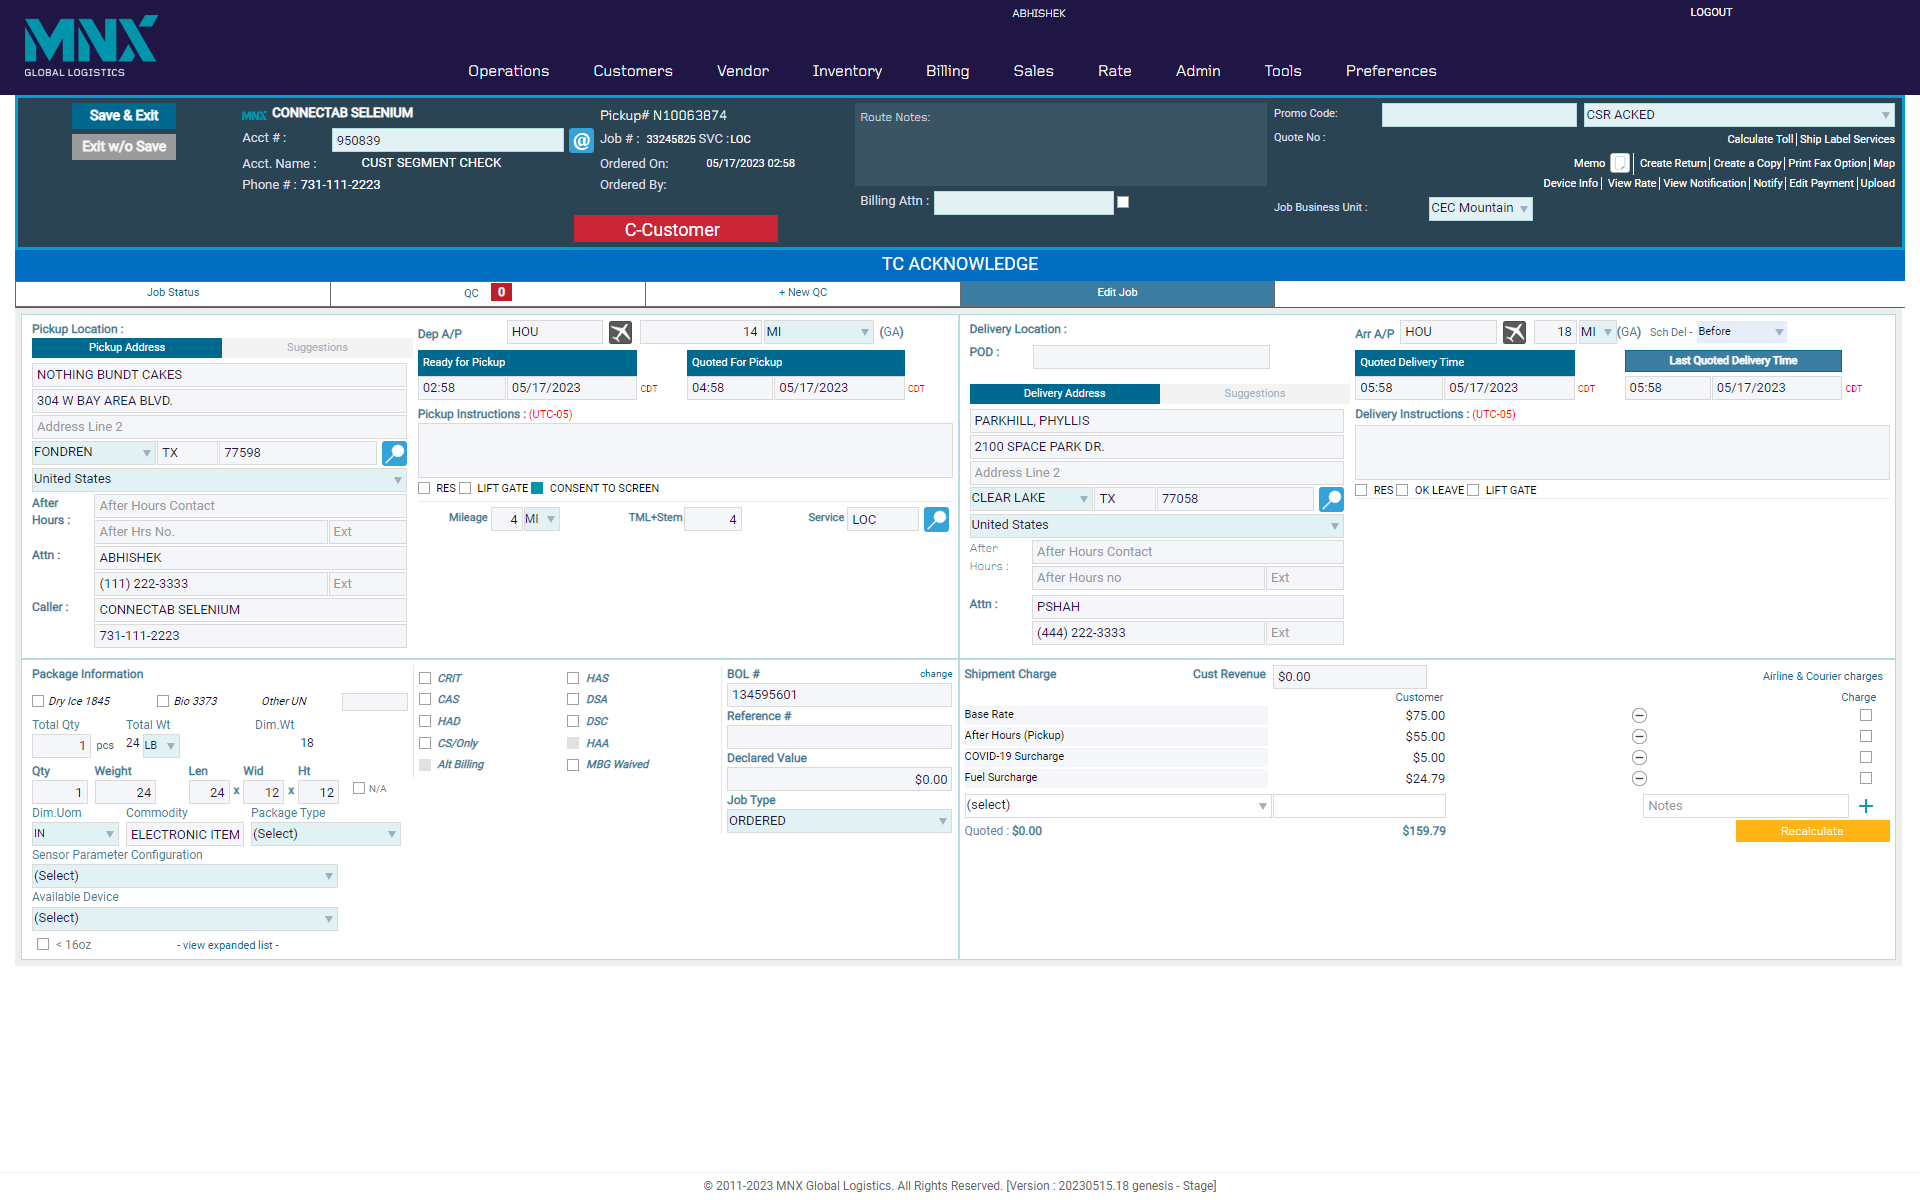 MNX
GLOBAL LOGISTICS
ABHISHEK
LOGOUT
Operations Customers Vendor Inventory Billing Sales Rate Admin Tools Preferences
Save & Exit
Exit w/o Save
MNX CONNECTAB SELENIUM
Acct # : 950839 @
Acct. Name : CUST SEGMENT CHECK
Phone # : 731-111-2223
Pickup# N10063874
Job # : 33245825 SVC :LOC
Ordered On: 05/17/2023 02:58
Ordered By:
C-Customer
Route Notes:
Billing Attn :
Promo Code: CSR ACKED
Quote No :
Calculate Toll | Ship Label Services
Memo | Create Return | Create a Copy | Print Fax Option | Map
Device Info | View Rate | View Notification | Notify | Edit Payment | Upload
Job Business Unit : CEC Mountain
TC ACKNOWLEDGE
Job Status QC 0 + New QC Edit Job
Pickup Location :
Pickup Address Suggestions
NOTHING BUNDT CAKES
304 W BAY AREA BLVD.
Address Line 2
FONDREN TX 77598
United States
After Hours : After Hours Contact
After Hrs No. Ext
Attn : ABHISHEK
(111) 222-3333 Ext
Caller : CONNECTAB SELENIUM
731-111-2223
Dep A/P HOU 14 MI (GA)
Ready for Pickup Quoted For Pickup
02:58 05/17/2023 CDT 04:58 05/17/2023 CDT
Pickup Instructions : (UTC-05)
RES LIFT GATE CONSENT TO SCREEN
Mileage 4 MI TML+Stem 4 Service LOC
Delivery Location :
POD :
Delivery Address Suggestions
PARKHILL, PHYLLIS
2100 SPACE PARK DR.
Address Line 2
CLEAR LAKE TX 77058
United States
After Hours : After Hours Contact
After Hours no Ext
Attn : PSHAH
(444) 222-3333 Ext
Arr A/P HOU 18 MI (GA) Sch Del - Before
Quoted Delivery Time Last Quoted Delivery Time
05:58 05/17/2023 CDT 05:58 05/17/2023 CDT
Delivery Instructions : (UTC-05)
RES OK LEAVE LIFT GATE
Package Information
Dry Ice 1845 Bio 3373 Other UN
Total Qty Total Wt Dim.Wt
1 pcs 24 LB 18
Qty Weight Len Wid Ht
1 24 24 x 12 x 12 N/A
Dim.Uom Commodity Package Type
IN ELECTRONIC ITEM (Select)
Sensor Parameter Configuration
(Select)
Available Device
(Select)
< 16oz - view expanded list -
CRIT HAS
CAS DSA
HAD DSC
CS/Only HAA
Alt Billing MBG Waived
BOL # change
134595601
Reference #
Declared Value
$0.00
Job Type
ORDERED
Shipment Charge Cust Revenue $0.00 Airline & Courier charges
Customer Charge
Base Rate $75.00
After Hours (Pickup) $55.00
COVID-19 Surcharge $5.00
Fuel Surcharge $24.79
(select) Notes +
Quoted : $0.00 $159.79 Recalculate
© 2011-2023 MNX Global Logistics. All Rights Reserved. [Version : 20230515.18 genesis - Stage]